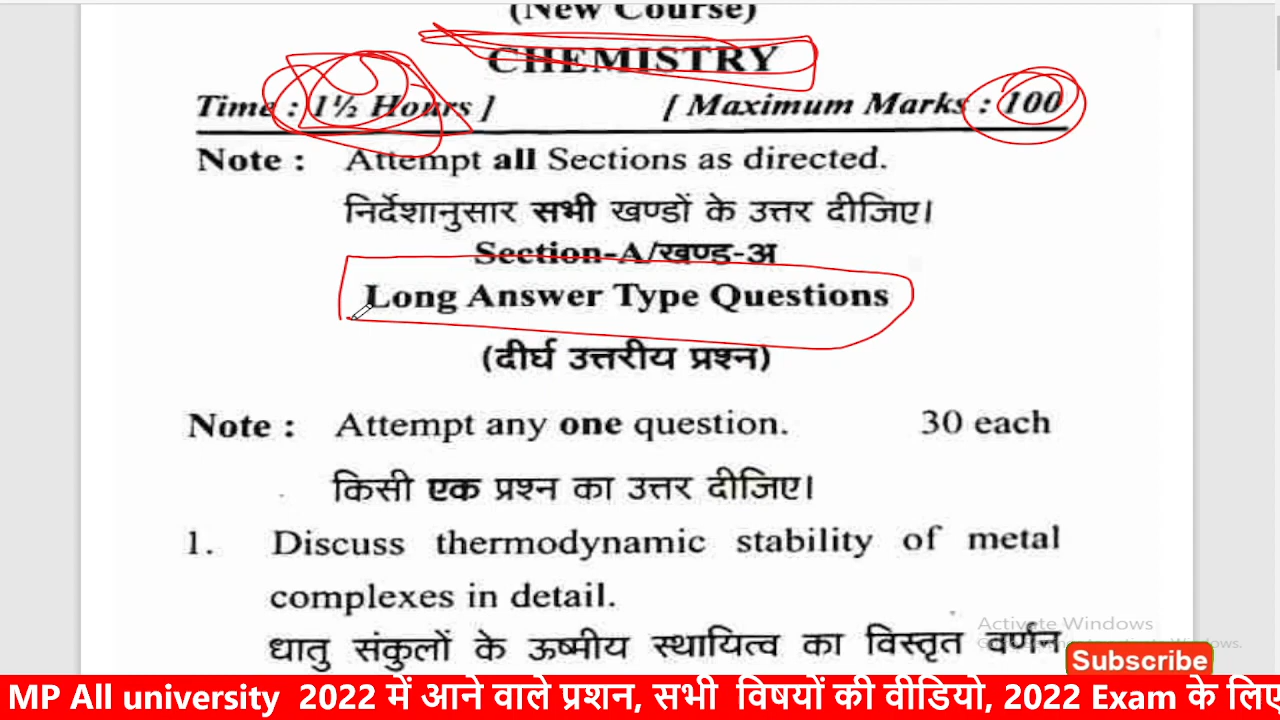 (New Course)
CHEMISTRY
Time : 1½ Hours ] [ Maximum Marks : 100
Note : Attempt all Sections as directed.
निर्देशानुसार सभी खण्डों के उत्तर दीजिए।
Section-A/खण्ड-अ
Long Answer Type Questions
(दीर्घ उत्तरीय प्रश्न)
Note : Attempt any one question. 30 each
किसी एक प्रश्न का उत्तर दीजिए।
1. Discuss thermodynamic stability of metal
complexes in detail.
धातु संकुलों के ऊष्मीय स्थायित्व का विस्तृत वर्णन
Activate Windows
Subscribe
MP All university 2022 में आने वाले प्रशन, सभी विषयों की वीडियो, 2022 Exam के लिए